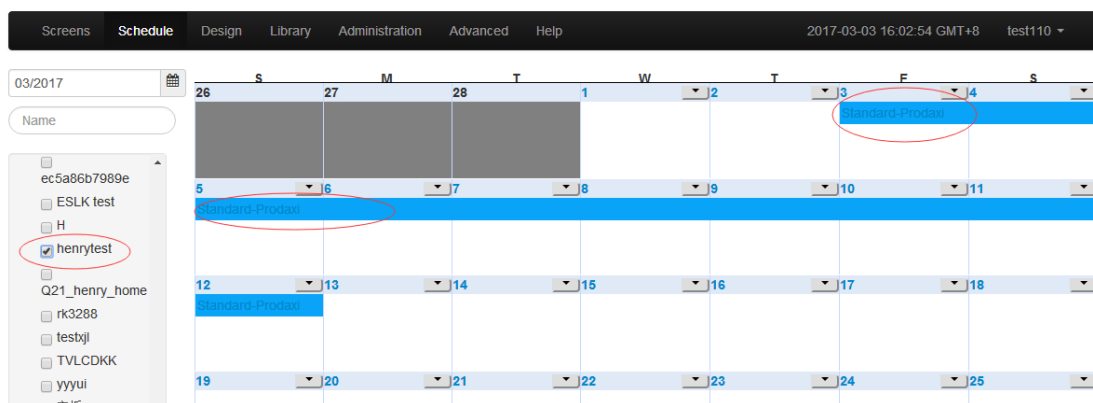 Screens Schedule Design Library Administration Advanced Help 2017-03-03 16:02:54 GMT+8 test110
03/2017
S M T W T F S
26 27 28 1 2 3 4
Name
Standard-Prodaxi
ec5a86b7989e
5 6 7 8 9 10 11
ESLK test
Standard-Prodaxi
H
henrytest
Q21_henry_home
12 13 14 15 16 17 18
rk3288
Standard-Prodaxi
testxjl
TVLCDKK
yyyui
19 20 21 22 23 24 25